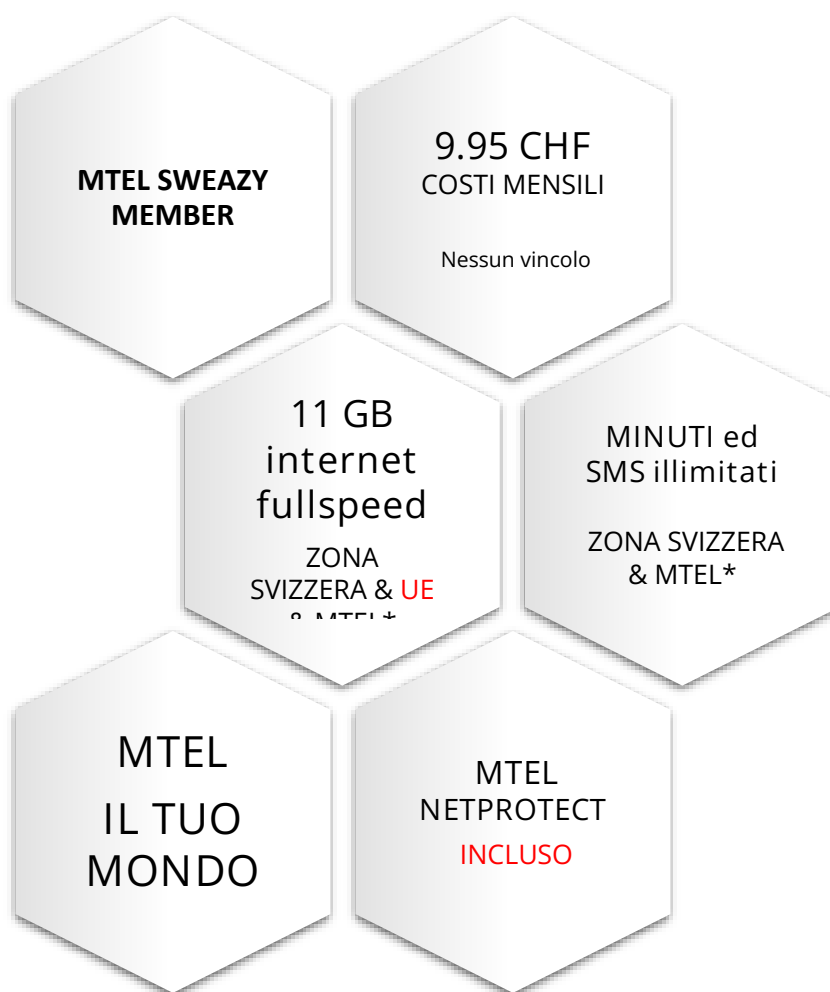 MTEL SWEAZY
MEMBER
9.95 CHF
COSTI MENSILI
Nessun vincolo
11 GB
internet
fullspeed
ZONA
SVIZZERA & UE
& MTEL*
MINUTI ed
SMS illimitati
ZONA SVIZZERA
& MTEL*
MTEL
IL TUO
MONDO
MTEL
NETPROTECT
INCLUSO